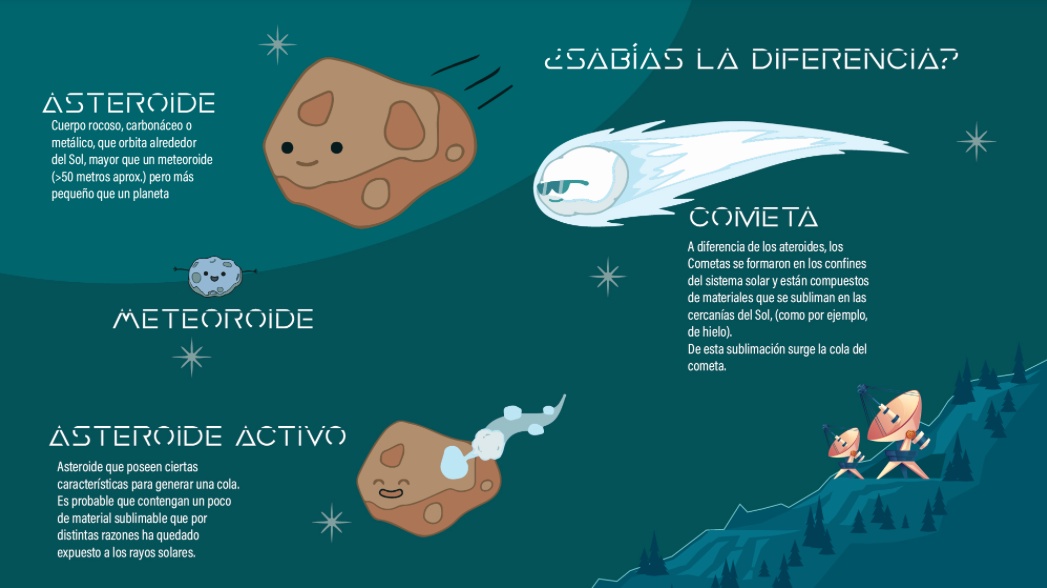 ¿SABÍAS LA DIFERENCIA?
ASTEROIDE
Cuerpo rocoso, carbonáceo o
metálico, que orbita alrededor
del Sol, mayor que un meteoroide
(>50 metros aprox.) pero más
pequeño que un planeta
COMETA
A diferencia de los ateroides, los
Cometas se formaron en los confines
del sistema solar y están compuestos
de materiales que se subliman en las
cercanías del Sol, (como por ejemplo,
de hielo).
De esta sublimación surge la cola del
cometa.
METEOROIDE
ASTEROIDE ACTIVO
Asteroide que poseen ciertas
características para generar una cola.
Es probable que contengan un poco
de material sublimable que por
distintas razones ha quedado
expuesto a los rayos solares.